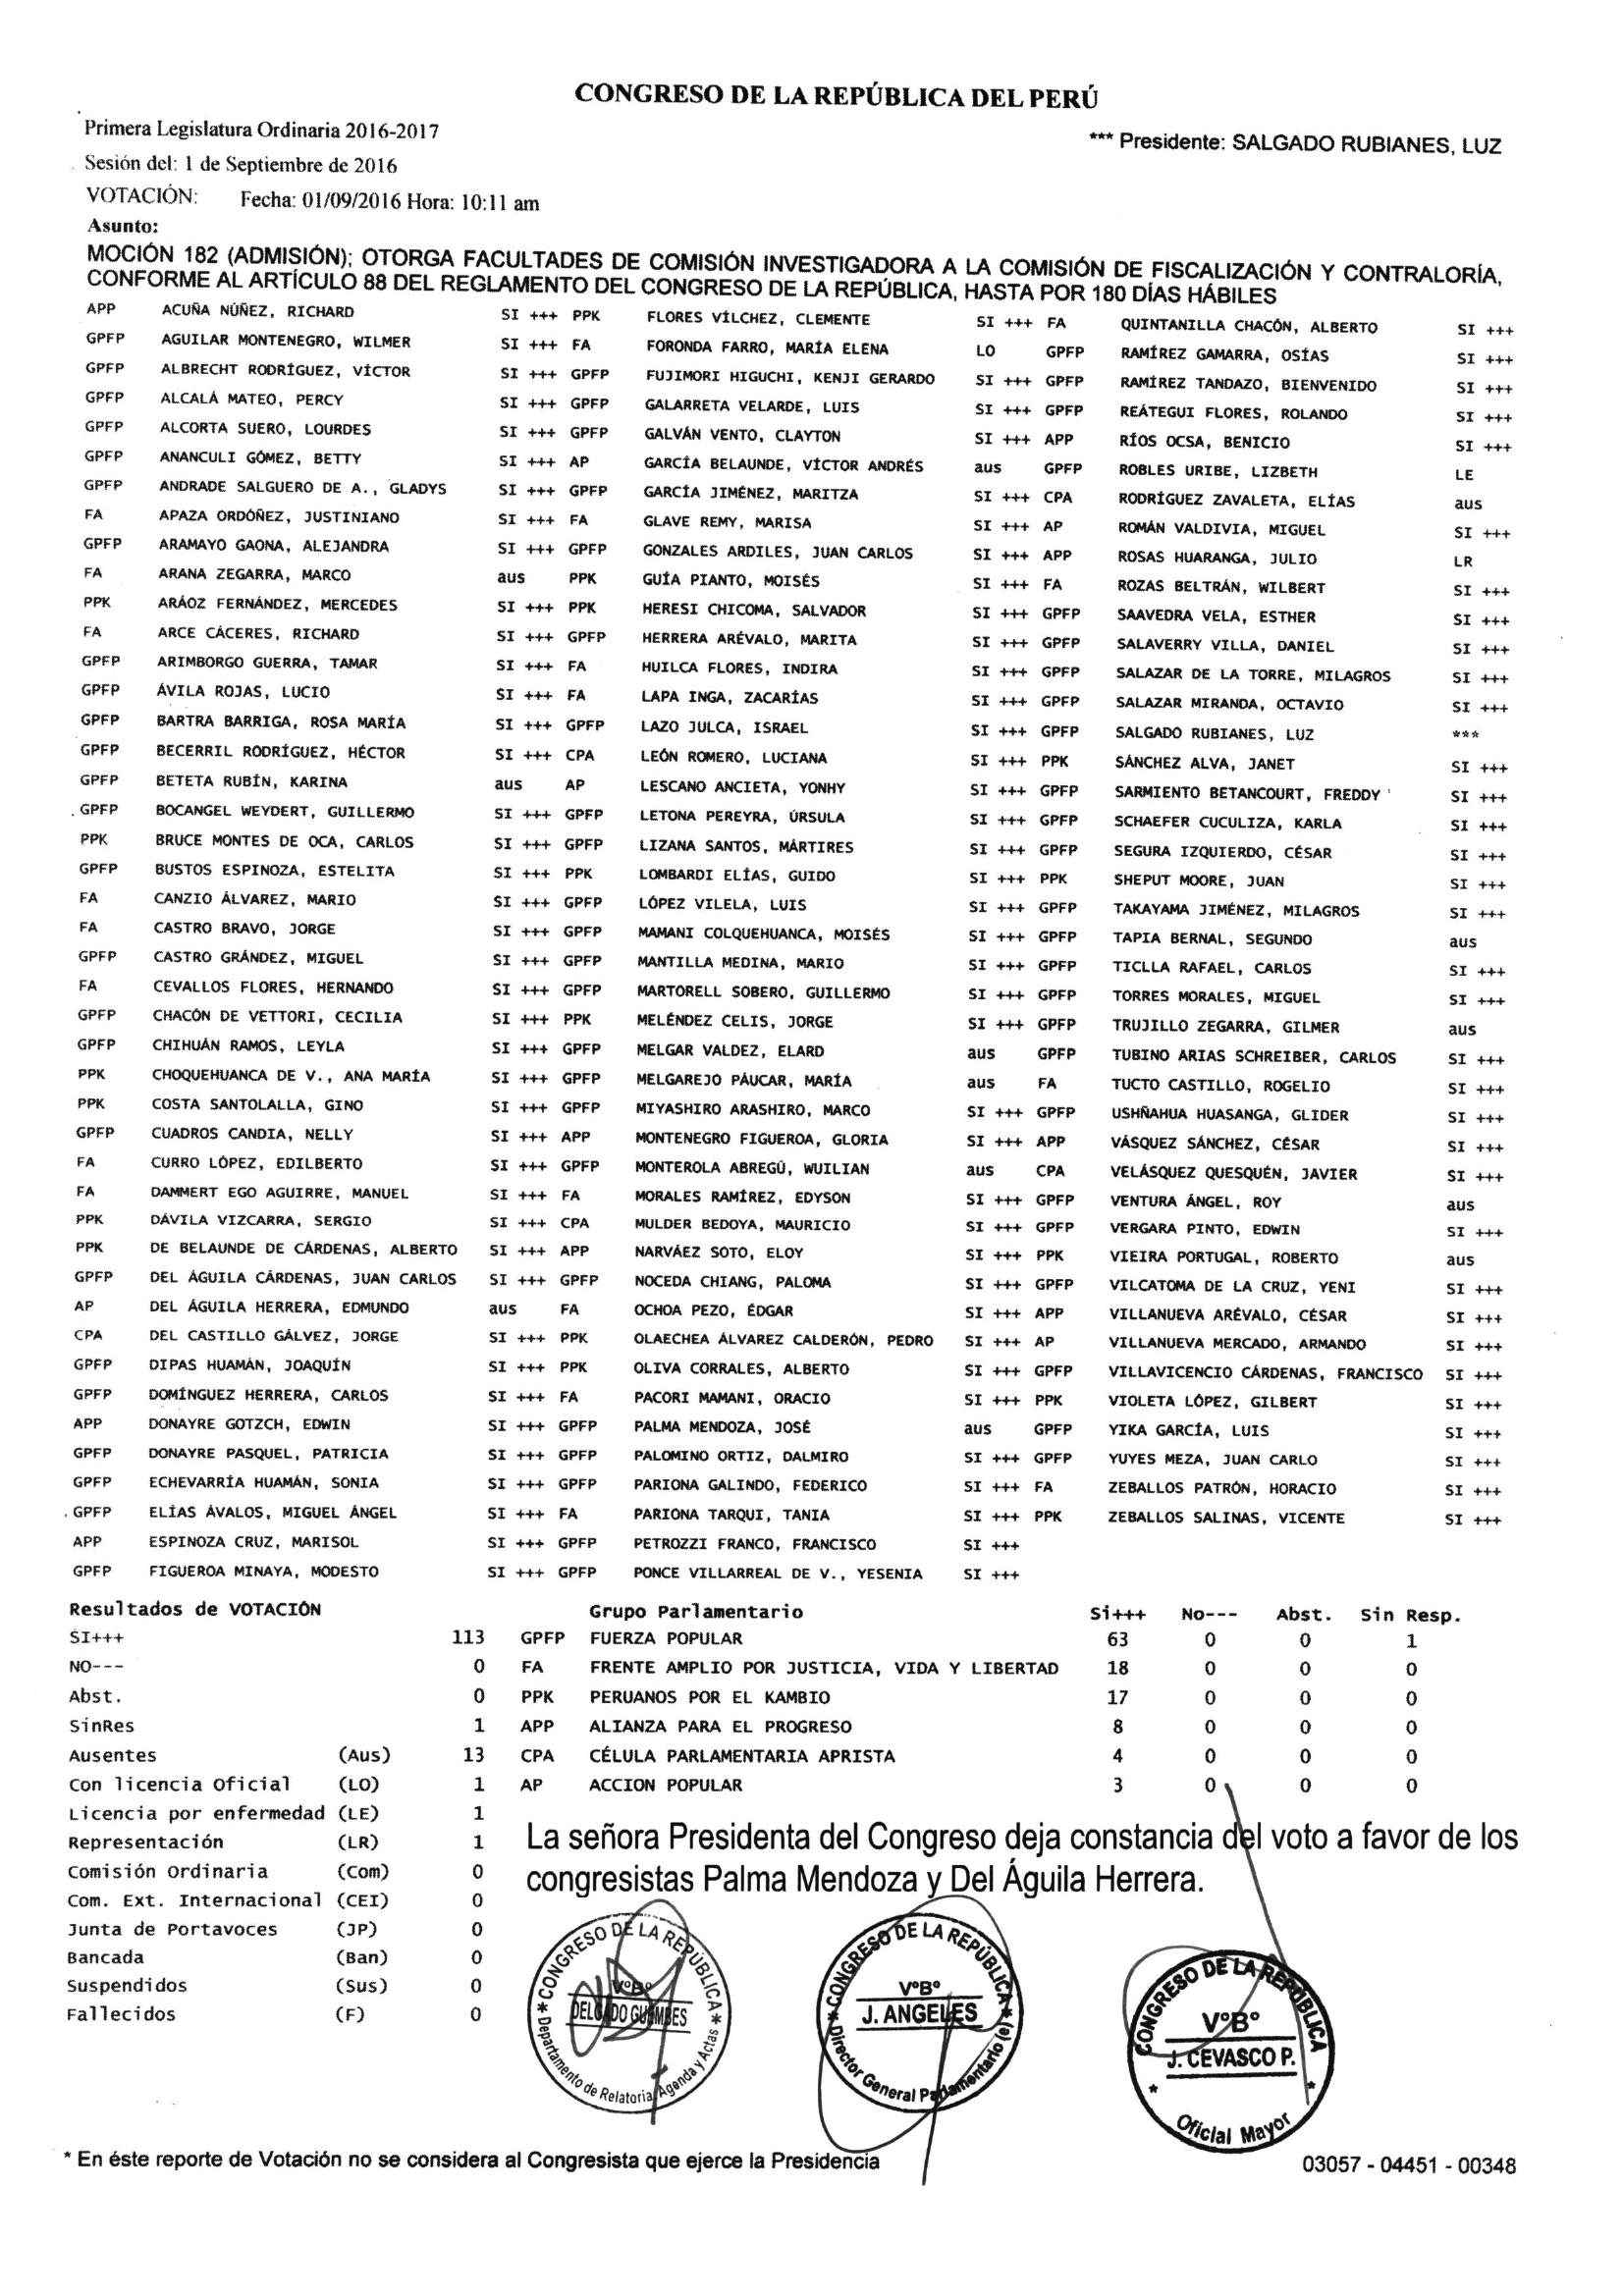 CONGRESO DE LA REPÚBLICA DEL PERÚ
Primera Legislatura Ordinaria 2016-2017
*** Presidente: SALGADO RUBIANES, LUZ
Sesión del: 1 de Septiembre de 2016
VOTACIÓN: Fecha: 01/09/2016 Hora: 10:11 am
Asunto:
MOCIÓN 182 (ADMISIÓN); OTORGA FACULTADES DE COMISIÓN INVESTIGADORA A LA COMISIÓN DE FISCALIZACIÓN Y CONTRALORÍA,
CONFORME AL ARTÍCULO 88 DEL REGLAMENTO DEL CONGRESO DE LA REPÚBLICA, HASTA POR 180 DÍAS HÁBILES
APP ACUÑA NÚÑEZ, RICHARD SI +++ PPK FLORES VÍLCHEZ, CLEMENTE SI +++ FA QUINTANILLA CHACÓN, ALBERTO SI +++
GPFP AGUILAR MONTENEGRO, WILMER SI +++ FA FORONDA FARRO, MARÍA ELENA LO GPFP RAMÍREZ GAMARRA, OSÍAS SI +++
GPFP ALBRECHT RODRÍGUEZ, VÍCTOR SI +++ GPFP FUJIMORI HIGUCHI, KENJI GERARDO SI +++ GPFP RAMÍREZ TANDAZO, BIENVENIDO SI +++
GPFP ALCALÁ MATEO, PERCY SI +++ GPFP GALARRETA VELARDE, LUIS SI +++ GPFP REÁTEGUI FLORES, ROLANDO SI +++
GPFP ALCORTA SUERO, LOURDES SI +++ GPFP GALVÁN VENTO, CLAYTON SI +++ APP RÍOS OCSA, BENICIO SI +++
GPFP ANANCULI GÓMEZ, BETTY SI +++ AP GARCÍA BELAUNDE, VÍCTOR ANDRÉS aus GPFP ROBLES URIBE, LIZBETH LE
GPFP ANDRADE SALGUERO DE A., GLADYS SI +++ GPFP GARCÍA JIMÉNEZ, MARITZA SI +++ CPA RODRÍGUEZ ZAVALETA, ELÍAS aus
FA APAZA ORDÓÑEZ, JUSTINIANO SI +++ FA GLAVE REMY, MARISA SI +++ AP ROMÁN VALDIVIA, MIGUEL SI +++
GPFP ARAMAYO GAONA, ALEJANDRA SI +++ GPFP GONZALES ARDILES, JUAN CARLOS SI +++ APP ROSAS HUARANGA, JULIO LR
FA ARANA ZEGARRA, MARCO aus PPK GUÍA PIANTO, MOISÉS SI +++ FA ROZAS BELTRÁN, WILBERT SI +++
PPK ARÁOZ FERNÁNDEZ, MERCEDES SI +++ PPK HERESI CHICOMA, SALVADOR SI +++ GPFP SAAVEDRA VELA, ESTHER SI +++
FA ARCE CÁCERES, RICHARD SI +++ GPFP HERRERA ARÉVALO, MARITA SI +++ GPFP SALAVERRY VILLA, DANIEL SI +++
GPFP ARIMBORGO GUERRA, TAMAR SI +++ FA HUILCA FLORES, INDIRA SI +++ GPFP SALAZAR DE LA TORRE, MILAGROS SI +++
GPFP ÁVILA ROJAS, LUCIO SI +++ FA LAPA INGA, ZACARÍAS SI +++ GPFP SALAZAR MIRANDA, OCTAVIO SI +++
GPFP BARTRA BARRIGA, ROSA MARÍA SI +++ GPFP LAZO JULCA, ISRAEL SI +++ GPFP SALGADO RUBIANES, LUZ ***
GPFP BECERRIL RODRÍGUEZ, HÉCTOR SI +++ CPA LEÓN ROMERO, LUCIANA SI +++ PPK SÁNCHEZ ALVA, JANET SI +++
GPFP BETETA RUBÍN, KARINA aus AP LESCANO ANCIETA, YONHY SI +++ GPFP SARMIENTO BETANCOURT, FREDDY SI +++
GPFP BOCANGEL WEYDERT, GUILLERMO SI +++ GPFP LETONA PEREYRA, ÚRSULA SI +++ GPFP SCHAEFER CUCULIZA, KARLA SI +++
PPK BRUCE MONTES DE OCA, CARLOS SI +++ GPFP LIZANA SANTOS, MÁRTIRES SI +++ GPFP SEGURA IZQUIERDO, CÉSAR SI +++
GPFP BUSTOS ESPINOZA, ESTELITA SI +++ PPK LOMBARDI ELÍAS, GUIDO SI +++ PPK SHEPUT MOORE, JUAN SI +++
FA CANZIO ÁLVAREZ, MARIO SI +++ GPFP LÓPEZ VILELA, LUIS SI +++ GPFP TAKAYAMA JIMÉNEZ, MILAGROS SI +++
FA CASTRO BRAVO, JORGE SI +++ GPFP MAMANI COLQUEHUANCA, MOISÉS SI +++ GPFP TAPIA BERNAL, SEGUNDO aus
GPFP CASTRO GRÁNDEZ, MIGUEL SI +++ GPFP MANTILLA MEDINA, MARIO SI +++ GPFP TICLLA RAFAEL, CARLOS SI +++
FA CEVALLOS FLORES, HERNANDO SI +++ GPFP MARTORELL SOBERO, GUILLERMO SI +++ GPFP TORRES MORALES, MIGUEL SI +++
GPFP CHACÓN DE VETTORI, CECILIA SI +++ PPK MELÉNDEZ CELIS, JORGE SI +++ GPFP TRUJILLO ZEGARRA, GILMER aus
GPFP CHIHUÁN RAMOS, LEYLA SI +++ GPFP MELGAR VALDEZ, ELARD aus GPFP TUBINO ARIAS SCHREIBER, CARLOS SI +++
PPK CHOQUEHUANCA DE V., ANA MARÍA SI +++ GPFP MELGAREJO PÁUCAR, MARÍA aus FA TUCTO CASTILLO, ROGELIO SI +++
PPK COSTA SANTOLALLA, GINO SI +++ GPFP MIYASHIRO ARASHIRO, MARCO SI +++ GPFP USHÑAHUA HUASANGA, GLIDER SI +++
GPFP CUADROS CANDIA, NELLY SI +++ APP MONTENEGRO FIGUEROA, GLORIA SI +++ APP VÁSQUEZ SÁNCHEZ, CÉSAR SI +++
FA CURRO LÓPEZ, EDILBERTO SI +++ GPFP MONTEROLA ABREGÚ, WUILIAN aus CPA VELÁSQUEZ QUESQUÉN, JAVIER SI +++
FA DAMMERT EGO AGUIRRE, MANUEL SI +++ FA MORALES RAMÍREZ, EDYSON SI +++ GPFP VENTURA ÁNGEL, ROY aus
PPK DÁVILA VIZCARRA, SERGIO SI +++ CPA MULDER BEDOYA, MAURICIO SI +++ GPFP VERGARA PINTO, EDWIN SI +++
PPK DE BELAUNDE DE CÁRDENAS, ALBERTO SI +++ APP NARVÁEZ SOTO, ELOY SI +++ PPK VIEIRA PORTUGAL, ROBERTO aus
GPFP DEL ÁGUILA CÁRDENAS, JUAN CARLOS SI +++ GPFP NOCEDA CHIANG, PALOMA SI +++ GPFP VILCATOMA DE LA CRUZ, YENI SI +++
AP DEL ÁGUILA HERRERA, EDMUNDO aus FA OCHOA PEZO, ÉDGAR SI +++ APP VILLANUEVA ARÉVALO, CÉSAR SI +++
CPA DEL CASTILLO GÁLVEZ, JORGE SI +++ PPK OLAECHEA ÁLVAREZ CALDERÓN, PEDRO SI +++ AP VILLANUEVA MERCADO, ARMANDO SI +++
GPFP DIPAS HUAMÁN, JOAQUÍN SI +++ PPK OLIVA CORRALES, ALBERTO SI +++ GPFP VILLAVICENCIO CÁRDENAS, FRANCISCO SI +++
GPFP DOMÍNGUEZ HERRERA, CARLOS SI +++ FA PACORI MAMANI, ORACIO SI +++ PPK VIOLETA LÓPEZ, GILBERT SI +++
APP DONAYRE GOTZCH, EDWIN SI +++ GPFP PALMA MENDOZA, JOSÉ aus GPFP YIKA GARCÍA, LUIS SI +++
GPFP DONAYRE PASQUEL, PATRICIA SI +++ GPFP PALOMINO ORTIZ, DALMIRO SI +++ GPFP YUYES MEZA, JUAN CARLO SI +++
GPFP ECHEVARRÍA HUAMÁN, SONIA SI +++ GPFP PARIONA GALINDO, FEDERICO SI +++ FA ZEBALLOS PATRÓN, HORACIO SI +++
GPFP ELÍAS ÁVALOS, MIGUEL ÁNGEL SI +++ FA PARIONA TARQUI, TANIA SI +++ PPK ZEBALLOS SALINAS, VICENTE SI +++
APP ESPINOZA CRUZ, MARISOL SI +++ GPFP PETROZZI FRANCO, FRANCISCO SI +++
GPFP FIGUEROA MINAYA, MODESTO SI +++ GPFP PONCE VILLARREAL DE V., YESENIA SI +++
Resultados de VOTACIÓN Grupo Parlamentario Si+++ No--- Abst. Sin Resp.
SI+++ 113 GPFP FUERZA POPULAR 63 0 0 1
NO--- 0 FA FRENTE AMPLIO POR JUSTICIA, VIDA Y LIBERTAD 18 0 0 0
Abst. 0 PPK PERUANOS POR EL KAMBIO 17 0 0 0
SinRes 1 APP ALIANZA PARA EL PROGRESO 8 0 0 0
Ausentes (Aus) 13 CPA CÉLULA PARLAMENTARIA APRISTA 4 0 0 0
Con licencia Oficial (LO) 1 AP ACCION POPULAR 3 0 0 0
Licencia por enfermedad (LE) 1
Representación (LR) 1
Comisión Ordinaria (Com) 0
Com. Ext. Internacional (CEI) 0
Junta de Portavoces (JP) 0
Bancada (Ban) 0
Suspendidos (Sus) 0
Fallecidos (F) 0
La señora Presidenta del Congreso deja constancia del voto a favor de los
congresistas Palma Mendoza y Del Águila Herrera.
CONGRESO DE LA REPÚBLICA
VºBº
DELGADO GUEMBES
Departamento de Relatoria, Agenda y Actas
CONGRESO DE LA REPÚBLICA
VºBº
J. ANGELES
Director General Parlamentario (e)
CONGRESO DE LA REPÚBLICA
VºBº
J. CEVASCO P.
Oficial Mayor
* En éste reporte de Votación no se considera al Congresista que ejerce la Presidencia
03057 - 04451 - 00348